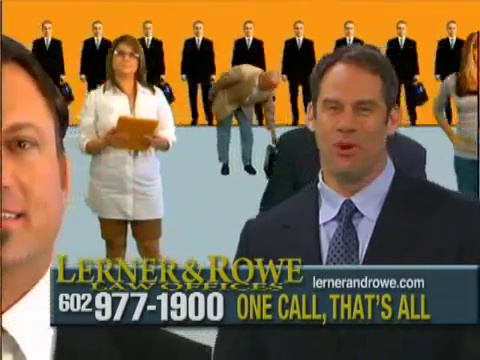 LERNER & ROWE
LAW OFFICES
lernerandrowe.com
602 977-1900 ONE CALL, THAT'S ALL